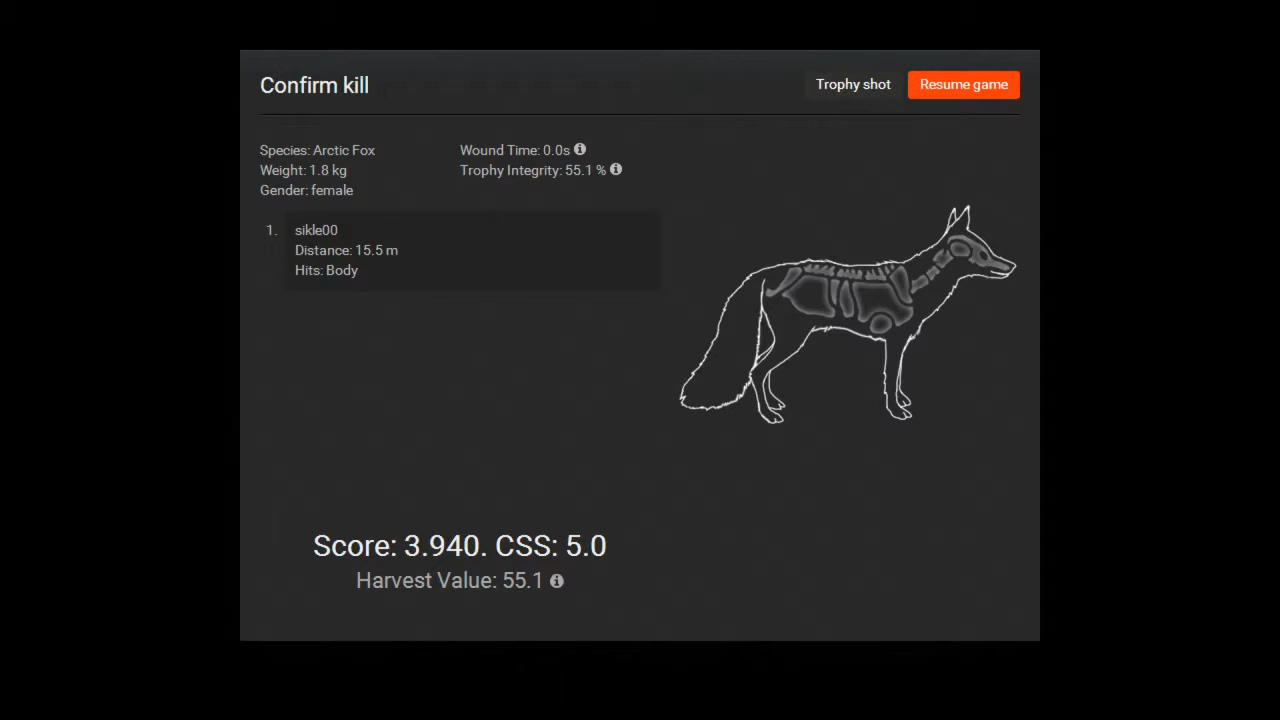 Confirm kill
Trophy shot
Resume game
Species: Arctic Fox
Weight: 1.8 kg
Gender: female
Wound Time: 0.0s
Trophy Integrity: 55.1 %
1. sikle00
Distance: 15.5 m
Hits: Body
Score: 3.940. CSS: 5.0
Harvest Value: 55.1